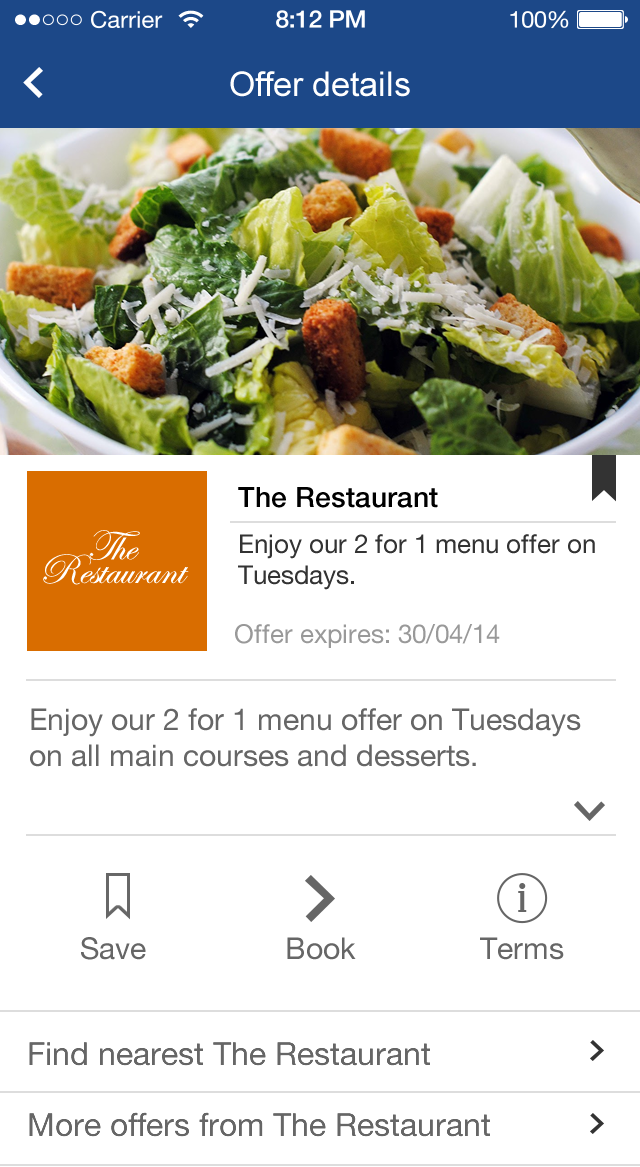 Carrier 8:12 PM 100%
Offer details
The Restaurant
The
Restaurant
Enjoy our 2 for 1 menu offer on
Tuesdays.
Offer expires: 30/04/14
Enjoy our 2 for 1 menu offer on Tuesdays
on all main courses and desserts.
Save Book Terms
Find nearest The Restaurant
More offers from The Restaurant